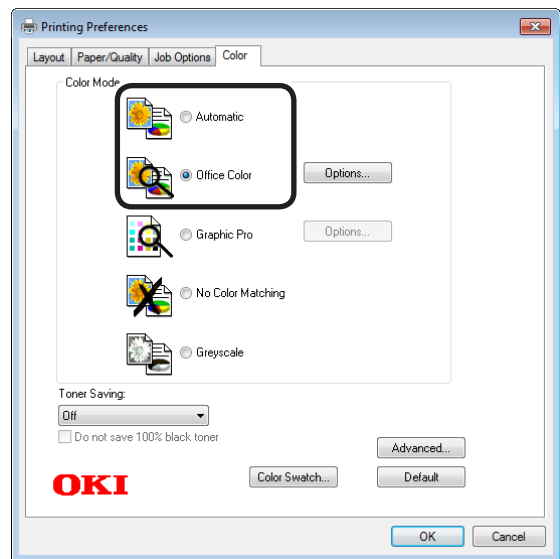 Printing Preferences
Layout Paper/Quality Job Options Color
Color Mode
Automatic
Office Color Options...
Graphic Pro Options...
No Color Matching
Greyscale
Toner Saving:
Off
Do not save 100% black toner
Advanced...
OKI Color Swatch... Default
OK Cancel